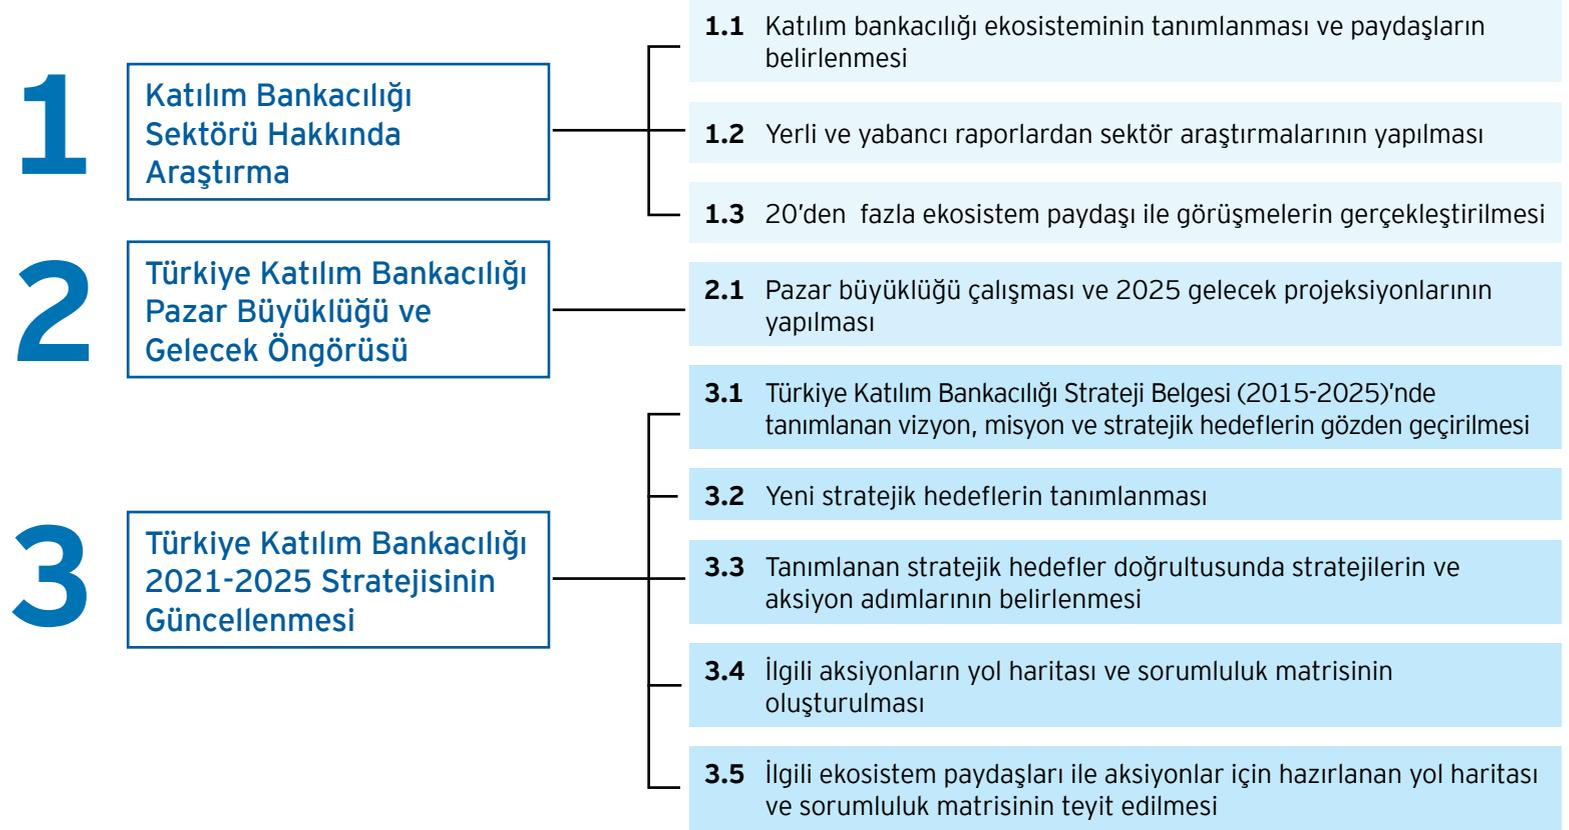 1
Katılım Bankacılığı
Sektörü Hakkında
Araştırma
1.1 Katılım bankacılığı ekosisteminin tanımlanması ve paydaşların
belirlenmesi
1.2 Yerli ve yabancı raporlardan sektör araştırmalarının yapılması
1.3 20’den fazla ekosistem paydaşı ile görüşmelerin gerçekleştirilmesi
2
Türkiye Katılım Bankacılığı
Pazar Büyüklüğü ve
Gelecek Öngörüsü
2.1 Pazar büyüklüğü çalışması ve 2025 gelecek projeksiyonlarının
yapılması
3
Türkiye Katılım Bankacılığı
2021-2025 Stratejisinin
Güncellenmesi
3.1 Türkiye Katılım Bankacılığı Strateji Belgesi (2015-2025)’nde
tanımlanan vizyon, misyon ve stratejik hedeflerin gözden geçirilmesi
3.2 Yeni stratejik hedeflerin tanımlanması
3.3 Tanımlanan stratejik hedefler doğrultusunda stratejilerin ve
aksiyon adımlarının belirlenmesi
3.4 İlgili aksiyonların yol haritası ve sorumluluk matrisinin
oluşturulması
3.5 İlgili ekosistem paydaşları ile aksiyonlar için hazırlanan yol haritası
ve sorumluluk matrisinin teyit edilmesi